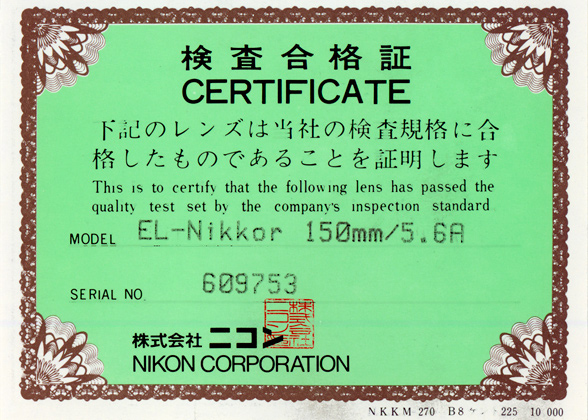 検査合格証
CERTIFICATE
下記のレンズは当社の検査規格に合
格したものであることを証明します
This is to certify that the following lens has passed the
quality test set by the company's inspection standard
MODEL EL-Nikkor 150mm/5.6A
SERIAL NO. 609753
株式会社 ニコン
NIKON CORPORATION
NKKM 270 B8 225 10 000